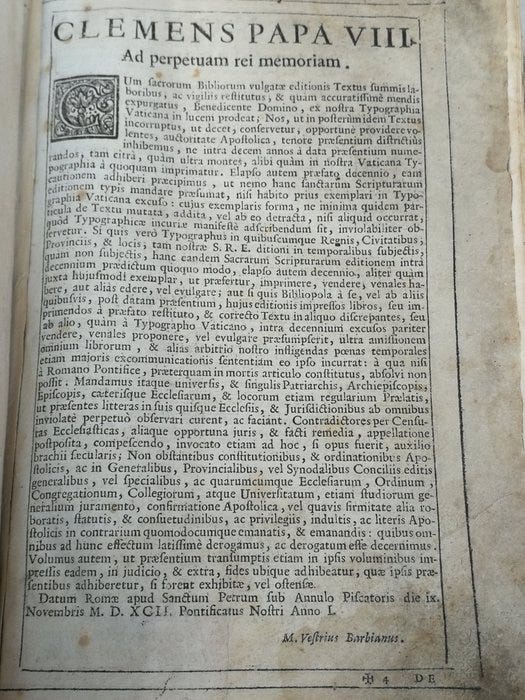 CLEMENS PAPA VIII.
Ad perpetuam rei memoriam.
CUm sacrorum Bibliorum vulgatæ editionis Textus summis la-
boribus, ac vigiliis restitutus, & quàm accuratissimè mendis
expurgatus, Benedicente Domino, ex nostra Typographia
Vaticana in lucem prodeat; Nos, ut in posterùm idem Textus
incorruptus, ut decet, conservetur, opportunè providere vo-
lentes, auctoritate Apostolica, tenore præsentium districtiùs
inhibemus, ne intra decem annos à data præsentium nume-
randos, tam citrà, quàm ultra montes, alibi quàm in nostra Vaticana Ty-
pographia à quoquam imprimatur. Elapso autem præfato decennio, eam
cautionem adhiberi præcipimus, ut nemo hanc sanctarum Scripturarum
editionem typis mandare præsumat, nisi habito prius exemplari in Typo-
graphia Vaticana excuso: cujus exemplaris forma, ne minima quidem par-
ticula de Textu mutata, addita, vel ab eo detracta, nisi aliquid occurrat,
quòd Typographicæ incuriæ manifestè adscribendum sit, inviolabiliter ob-
servetur. Si quis verò Typographus in quibuscumque Regnis, Civitatibus,
Provinciis, & locis, tam nostræ S. R. E. ditioni in temporalibus subjectis,
quàm non subjectis, hanc eandem Sacrarum Scripturarum editionem intra
decennium prædictum quoquo modo, elapso autem decennio, aliter quàm
juxta hujusmodi exemplar, ut præfertur, imprimere, vendere, venales ha-
bere, aut alias edere, vel evulgare; aut si quis Bibliopola à se, vel ab aliis
quibusvis, post datam præsentium, hujus editionis impressos libros, seu im-
primendos à præfato restituto, & correcto Textu in aliquo discrepantes, seu
ab alio, quàm à Typographo Vaticano, intra decennium excusos pariter
vendere, venales proponere, vel evulgare præsumpserit, ultra amissionem
omnium librorum, & alias arbitrio nostro infligendas pœnas temporales
etiam majoris excommunicationis sententiam eo ipso incurrat: à qua nisi
à Romano Pontifice, præterquam in mortis articulo constitutus, absolvi non
possit. Mandamus itaque universis, & singulis Patriarchis, Archiepiscopis,
Episcopis, cæterisque Ecclesiarum, & locorum etiam regularium Prælatis,
ut præsentes litteras in suis quisque Ecclesiis, & Jurisdictionibus ab omnibus
inviolatè perpetuò observari curent, ac faciant. Contradictores per Censu-
ras Ecclesiasticas, aliaque opportuna juris, & facti remedia, appellatione
postposita, compescendo, invocato etiam ad hoc, si opus fuerit, auxilio
brachii sæcularis; Non obstantibus constitutionibus, & ordinationibus Apo-
stolicis, ac in Generalibus, Provincialibus, vel Synodalibus Conciliis editis
generalibus, vel specialibus, ac quarumcumque Ecclesiarum, Ordinum,
Congregationum, Collegiorum, atque Universitatum, etiam studiorum ge-
neralium juramento, confirmatione Apostolica, vel quavis firmitate alia ro-
boratis, statutis, & consuetudinibus, ac privilegiis, indultis, ac literis Apo-
stolicis in contrarium quomodocumque emanatis, & emanandis: quibus om-
nibus ad hunc effectum latissimè derogamus, ac derogatum esse decernimus.
Volumus autem, ut præsentium transumptis etiam in ipsis voluminibus im-
pressis eadem, in judicio, & extra, fides ubique adhibeatur, quæ ipsis præ-
sentibus adhiberetur, si forent exhibitæ, vel ostensæ.
Datum Romæ apud Sanctum Petrum sub Annulo Piscatoris die ix.
Novembris M. D. XCII. Pontificatus Nostri Anno I.
M. Vestrius Barbianus.
✠ 4 DE